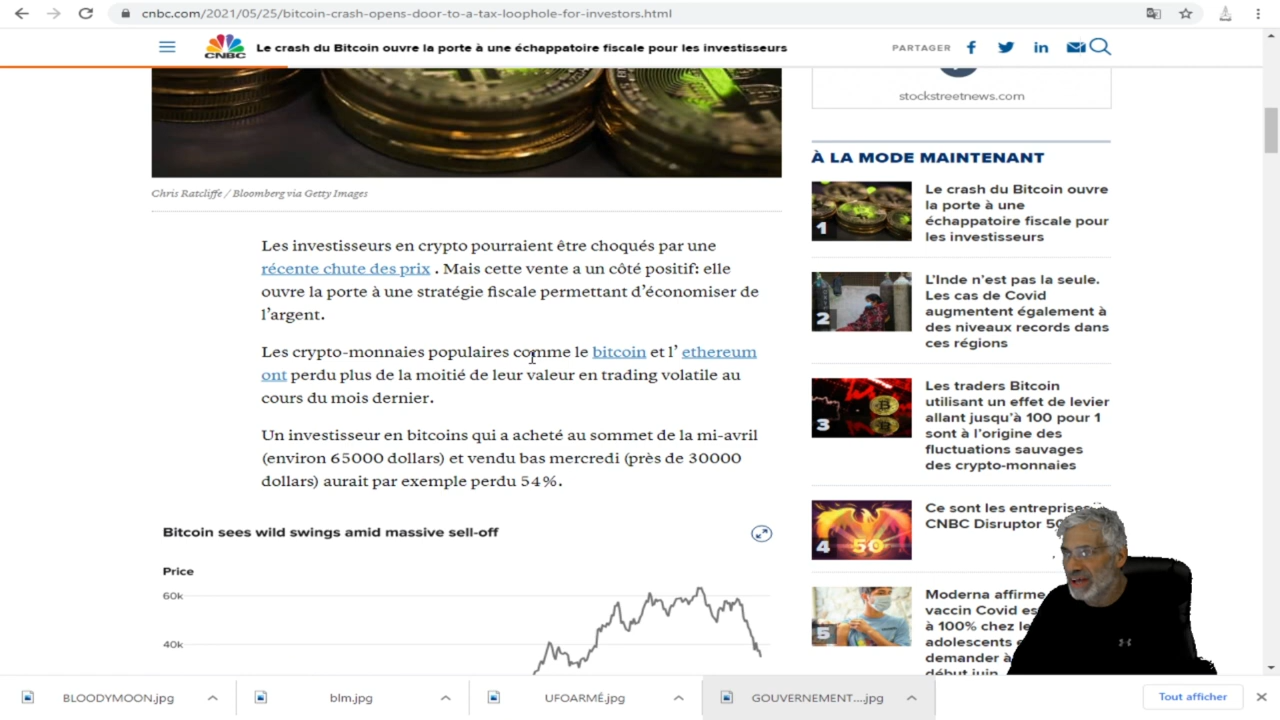 cnbc.com/2021/05/25/bitcoin-crash-opens-door-to-a-tax-loophole-for-investors.html
CNBC
Le crash du Bitcoin ouvre la porte à une échappatoire fiscale pour les investisseurs
PARTAGER
Chris Ratcliffe / Bloomberg via Getty Images
Les investisseurs en crypto pourraient être choqués par une
récente chute des prix . Mais cette vente a un côté positif: elle
ouvre la porte à une stratégie fiscale permettant d'économiser de
l'argent.
Les crypto-monnaies populaires comme le bitcoin et l' ethereum
ont perdu plus de la moitié de leur valeur en trading volatile au
cours du mois dernier.
Un investisseur en bitcoins qui a acheté au sommet de la mi-avril
(environ 65000 dollars) et vendu bas mercredi (près de 30000
dollars) aurait par exemple perdu 54%.
Bitcoin sees wild swings amid massive sell-off
Price
60k
40k
stockstreetnews.com
À LA MODE MAINTENANT
1
Le crash du Bitcoin ouvre
la porte à une
échappatoire fiscale pour
les investisseurs
2
L'Inde n'est pas la seule.
Les cas de Covid
augmentent également à
des niveaux records dans
ces régions
3
Les traders Bitcoin
utilisant un effet de levier
allant jusqu'à 100 pour 1
sont à l'origine des
fluctuations sauvages
des crypto-monnaies
4
50
Ce sont les entreprises
CNBC Disruptor 50
5
Moderna affirme
vaccin Covid
à 100% chez
adolescents
demander à
début juin
BLOODYMOON.jpg
blm.jpg
UFOARMÉ.jpg
GOUVERNEMENT....jpg
Tout afficher